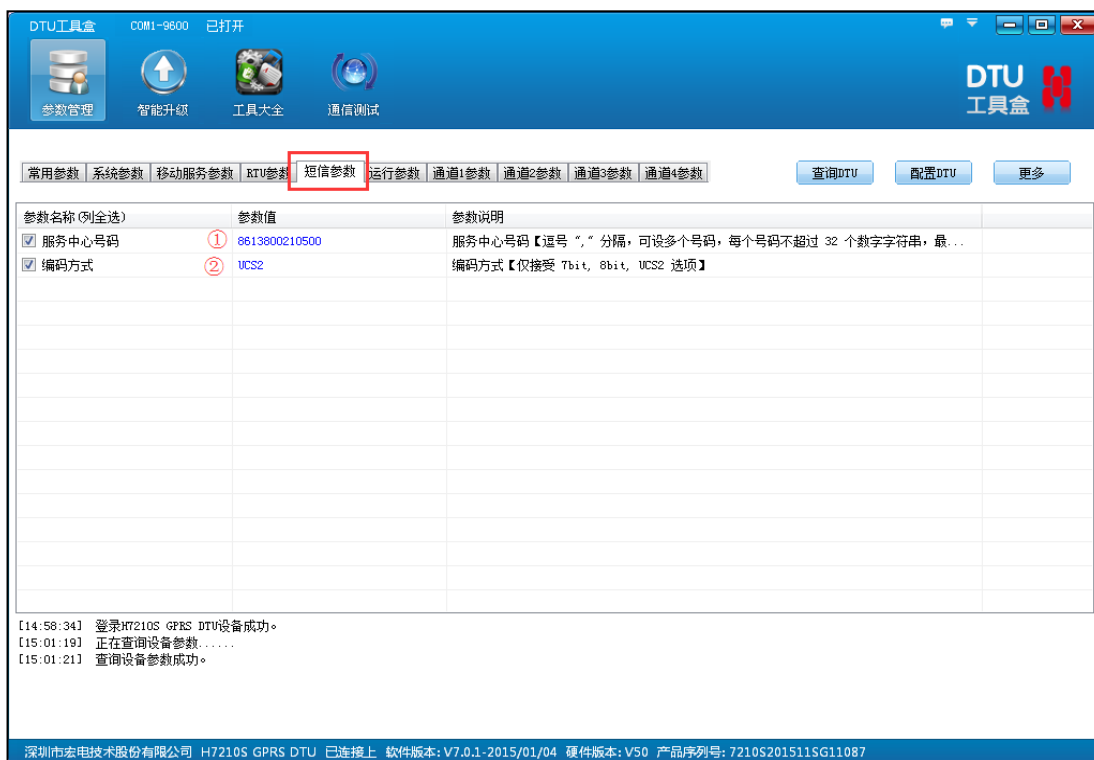 DTU工具盒 COM1-9600 已打开
参数管理 智能升级 工具大全 通信测试
DTU
工具盒
常用参数 系统参数 移动服务参数 RTU参数 短信参数 运行参数 通道1参数 通道2参数 通道3参数 通道4参数 查询DTU 配置DTU 更多
参数名称(列全选) 参数值 参数说明
服务中心号码 ① 8613800210500 服务中心号码【逗号 “,” 分隔，可设多个号码，每个号码不超过 32 个数字字符串，最...
编码方式 ② UCS2 编码方式【仅接受 7bit, 8bit, UCS2 选项】
[14:58:34] 登录H7210S GPRS DTU设备成功。
[15:01:19] 正在查询设备参数......
[15:01:21] 查询设备参数成功。
深圳市宏电技术股份有限公司 H7210S GPRS DTU 已连接上 软件版本:V7.0.1-2015/01/04 硬件版本:V50 产品序列号:7210S201511SG11087